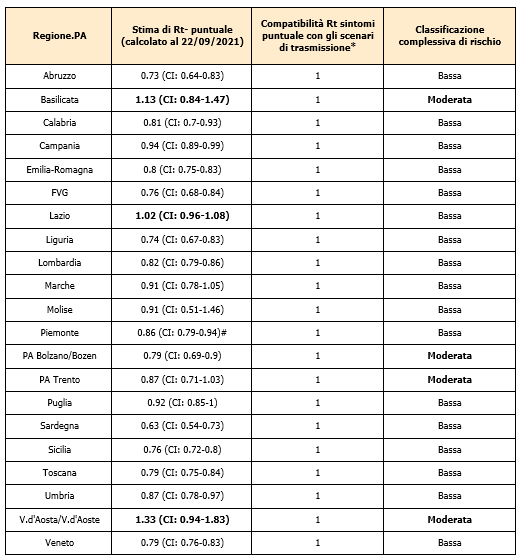 Regione.PA | Stima di Rt- puntuale (calcolato al 22/09/2021) | Compatibilità Rt sintomi puntuale con gli scenari di trasmissione* | Classificazione complessiva di rischio
Abruzzo | 0.73 (CI: 0.64-0.83) | 1 | Bassa
Basilicata | 1.13 (CI: 0.84-1.47) | 1 | Moderata
Calabria | 0.81 (CI: 0.7-0.93) | 1 | Bassa
Campania | 0.94 (CI: 0.89-0.99) | 1 | Bassa
Emilia-Romagna | 0.8 (CI: 0.75-0.83) | 1 | Bassa
FVG | 0.76 (CI: 0.68-0.84) | 1 | Bassa
Lazio | 1.02 (CI: 0.96-1.08) | 1 | Bassa
Liguria | 0.74 (CI: 0.67-0.83) | 1 | Bassa
Lombardia | 0.82 (CI: 0.79-0.86) | 1 | Bassa
Marche | 0.91 (CI: 0.78-1.05) | 1 | Bassa
Molise | 0.91 (CI: 0.51-1.46) | 1 | Bassa
Piemonte | 0.86 (CI: 0.79-0.94)# | 1 | Bassa
PA Bolzano/Bozen | 0.79 (CI: 0.69-0.9) | 1 | Moderata
PA Trento | 0.87 (CI: 0.71-1.03) | 1 | Moderata
Puglia | 0.92 (CI: 0.85-1) | 1 | Bassa
Sardegna | 0.63 (CI: 0.54-0.73) | 1 | Bassa
Sicilia | 0.76 (CI: 0.72-0.8) | 1 | Bassa
Toscana | 0.79 (CI: 0.75-0.84) | 1 | Bassa
Umbria | 0.87 (CI: 0.78-0.97) | 1 | Bassa
V.d'Aosta/V.d'Aoste | 1.33 (CI: 0.94-1.83) | 1 | Moderata
Veneto | 0.79 (CI: 0.76-0.83) | 1 | Bassa